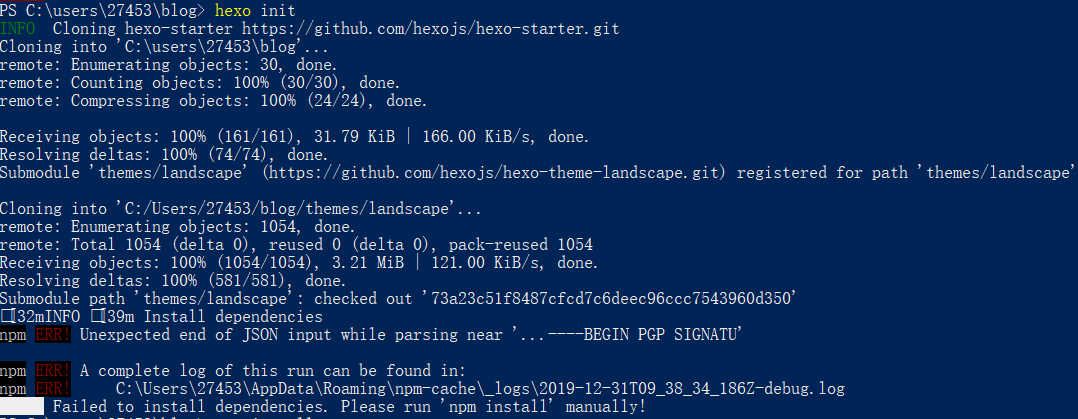 PS C:\users\27453\blog> hexo init
INFO  Cloning hexo-starter https://github.com/hexojs/hexo-starter.git
Cloning into 'C:\users\27453\blog'...
remote: Enumerating objects: 30, done.
remote: Counting objects: 100% (30/30), done.
remote: Compressing objects: 100% (24/24), done.
Receiving objects: 100% (161/161), 31.79 KiB | 166.00 KiB/s, done.
Resolving deltas: 100% (74/74), done.
Submodule 'themes/landscape' (https://github.com/hexojs/hexo-theme-landscape.git) registered for path 'themes/landscape'
Cloning into 'C:/Users/27453/blog/themes/landscape'...
remote: Enumerating objects: 1054, done.
remote: Total 1054 (delta 0), reused 0 (delta 0), pack-reused 1054
Receiving objects: 100% (1054/1054), 3.21 MiB | 121.00 KiB/s, done.
Resolving deltas: 100% (581/581), done.
Submodule path 'themes/landscape': checked out '73a23c51f8487cfcd7c6deec96ccc7543960d350'
[32mINFO [39m Install dependencies
npm ERR! Unexpected end of JSON input while parsing near '...----BEGIN PGP SIGNATU'
npm ERR! A complete log of this run can be found in:
npm ERR!     C:\Users\27453\AppData\Roaming\npm-cache\_logs\2019-12-31T09_38_34_186Z-debug.log
Failed to install dependencies. Please run 'npm install' manually!